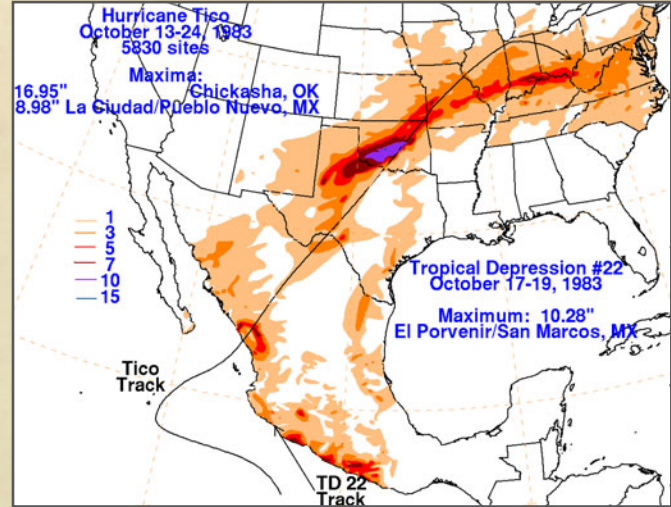 Hurricane Tico
October 13-24, 1983
5830 sites
Maxima:
16.95" Chickasha, OK
8.98" La Ciudad/Pueblo Nuevo, MX
1
3
5
7
10
15
Tropical Depression #22
October 17-19, 1983
Maximum: 10.28"
El Porvenir/San Marcos, MX
Tico
Track
TD 22
Track